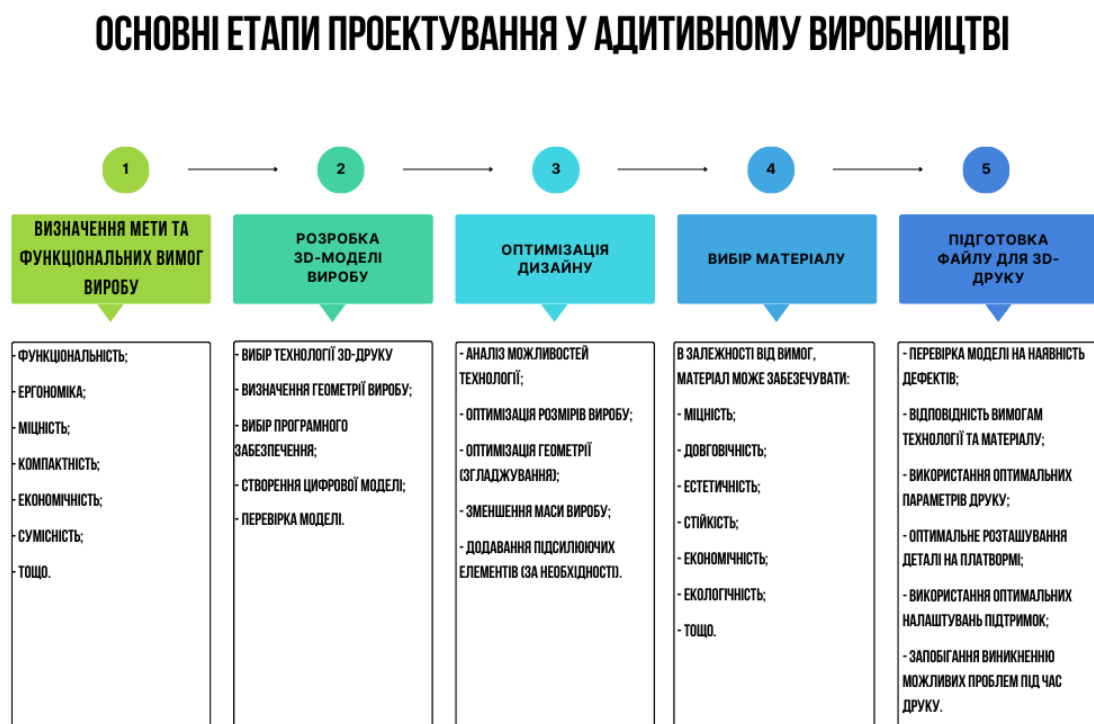 ОСНОВНІ ЕТАПИ ПРОЕКТУВАННЯ У АДИТИВНОМУ ВИРОБНИЦТВІ
1
2
3
4
5
ВИЗНАЧЕННЯ МЕТИ ТА
ФУНКЦІОНАЛЬНИХ ВИМОГ
ВИРОБУ
- ФУНКЦІОНАЛЬНІСТЬ;
- ЕРГОНОМІКА;
- МІЦНІСТЬ;
- КОМПАКТНІСТЬ;
- ЕКОНОМІЧНІСТЬ;
- СУМІСНІСТЬ;
- ТОЩО.
РОЗРОБКА
3D-МОДЕЛІ
ВИРОБУ
- ВИБІР ТЕХНОЛОГІЇ 3D-ДРУКУ
- ВИЗНАЧЕННЯ ГЕОМЕТРІЇ ВИРОБУ;
- ВИБІР ПРОГРАМНОГО
ЗАБЕЗПЕЧЕННЯ;
- СТВОРЕННЯ ЦИФРОВОЇ МОДЕЛІ;
- ПЕРЕВІРКА МОДЕЛІ.
ОПТИМІЗАЦІЯ
ДИЗАЙНУ
- АНАЛІЗ МОЖЛИВОСТЕЙ
ТЕХНОЛОГІЇ;
- ОПТИМІЗАЦІЯ РОЗМІРІВ ВИРОБУ;
- ОПТИМІЗАЦІЯ ГЕОМЕТРІЇ
(ЗГЛАДЖУВАННЯ);
- ЗМЕНШЕННЯ МАСИ ВИРОБУ;
- ДОДАВАННЯ ПІДСИЛЮЮЧИХ
ЕЛЕМЕНТІВ (ЗА НЕОБХІДНОСТІ).
ВИБІР МАТЕРІАЛУ
В ЗАЛЕЖНОСТІ ВІД ВИМОГ,
МАТЕРІАЛ МОЖЕ ЗАБЕЗЕЧУВАТИ:
- МІЦНІСТЬ;
- ДОВГОВІЧНІСТЬ;
- ЕСТЕТИЧНІСТЬ;
- СТІЙКІСТЬ;
- ЕКОНОМІЧНІСТЬ;
- ЕКОЛОГІЧНІСТЬ;
- ТОЩО.
ПІДГОТОВКА
ФАЙЛУ ДЛЯ 3D-
ДРУКУ
- ПЕРЕВІРКА МОДЕЛІ НА НАЯВНІСТЬ
ДЕФЕКТІВ;
- ВІДПОВІДНІСТЬ ВИМОГАМ
ТЕХНОЛОГІЇ ТА МАТЕРІАЛУ;
- ВИКОРИСТАННЯ ОПТИМАЛЬНИХ
ПАРАМЕТРІВ ДРУКУ;
- ОПТИМАЛЬНЕ РОЗТАШУВАННЯ
ДЕТАЛІ НА ПЛАТВОРМІ;
- ВИКОРИСТАННЯ ОПТИМАЛЬНИХ
НАЛАШТУВАНЬ ПІДТРИМОК;
- ЗАПОБІГАННЯ ВИНИКНЕННЮ
МОЖЛИВИХ ПРОБЛЕМ ПІД ЧАС
ДРУКУ.